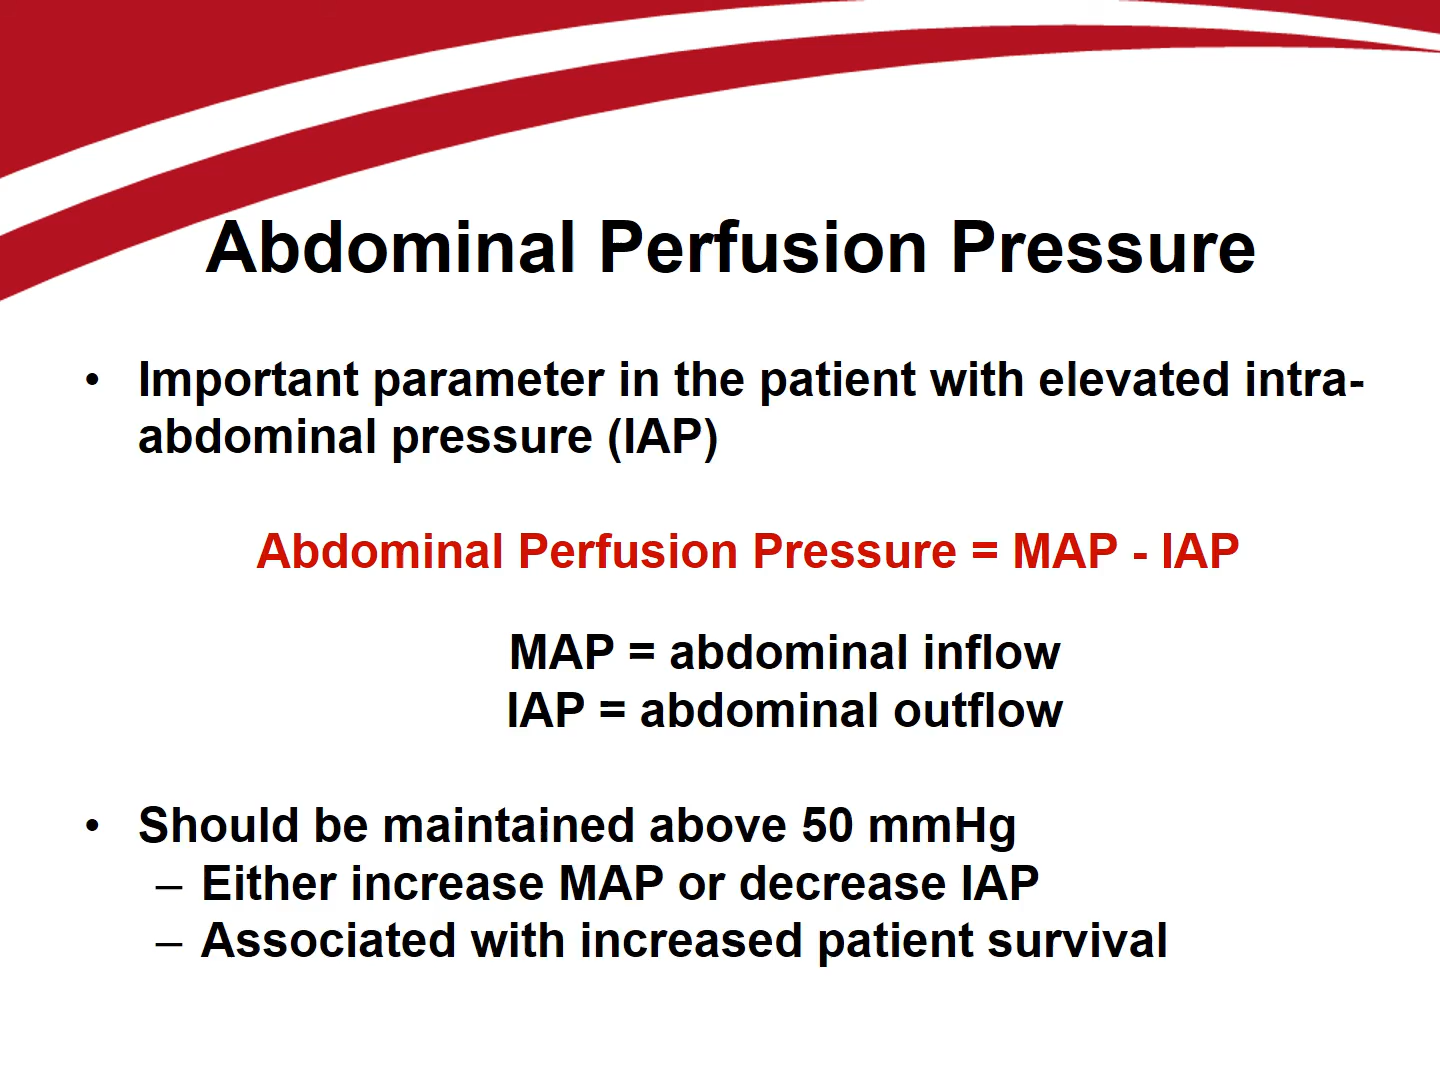 Abdominal Perfusion Pressure
• Important parameter in the patient with elevated intra-
abdominal pressure (IAP)
Abdominal Perfusion Pressure = MAP - IAP
MAP = abdominal inflow
IAP = abdominal outflow
• Should be maintained above 50 mmHg
– Either increase MAP or decrease IAP
– Associated with increased patient survival